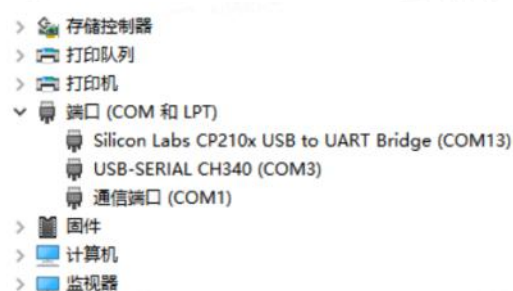 存储控制器
打印队列
打印机
端口 (COM 和 LPT)
Silicon Labs CP210x USB to UART Bridge (COM13)
USB-SERIAL CH340 (COM3)
通信端口 (COM1)
固件
计算机
监视器